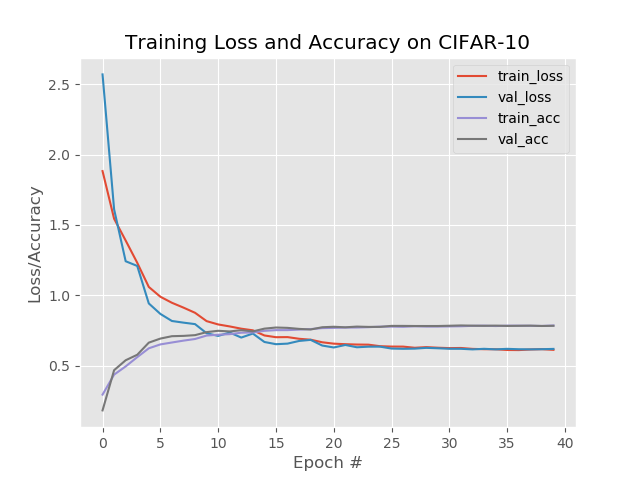 Training Loss and Accuracy on CIFAR-10
train_loss
val_loss
train_acc
val_acc
2.5
2.0
1.5
1.0
0.5
Loss/Accuracy
0 5 10 15 20 25 30 35 40
Epoch #